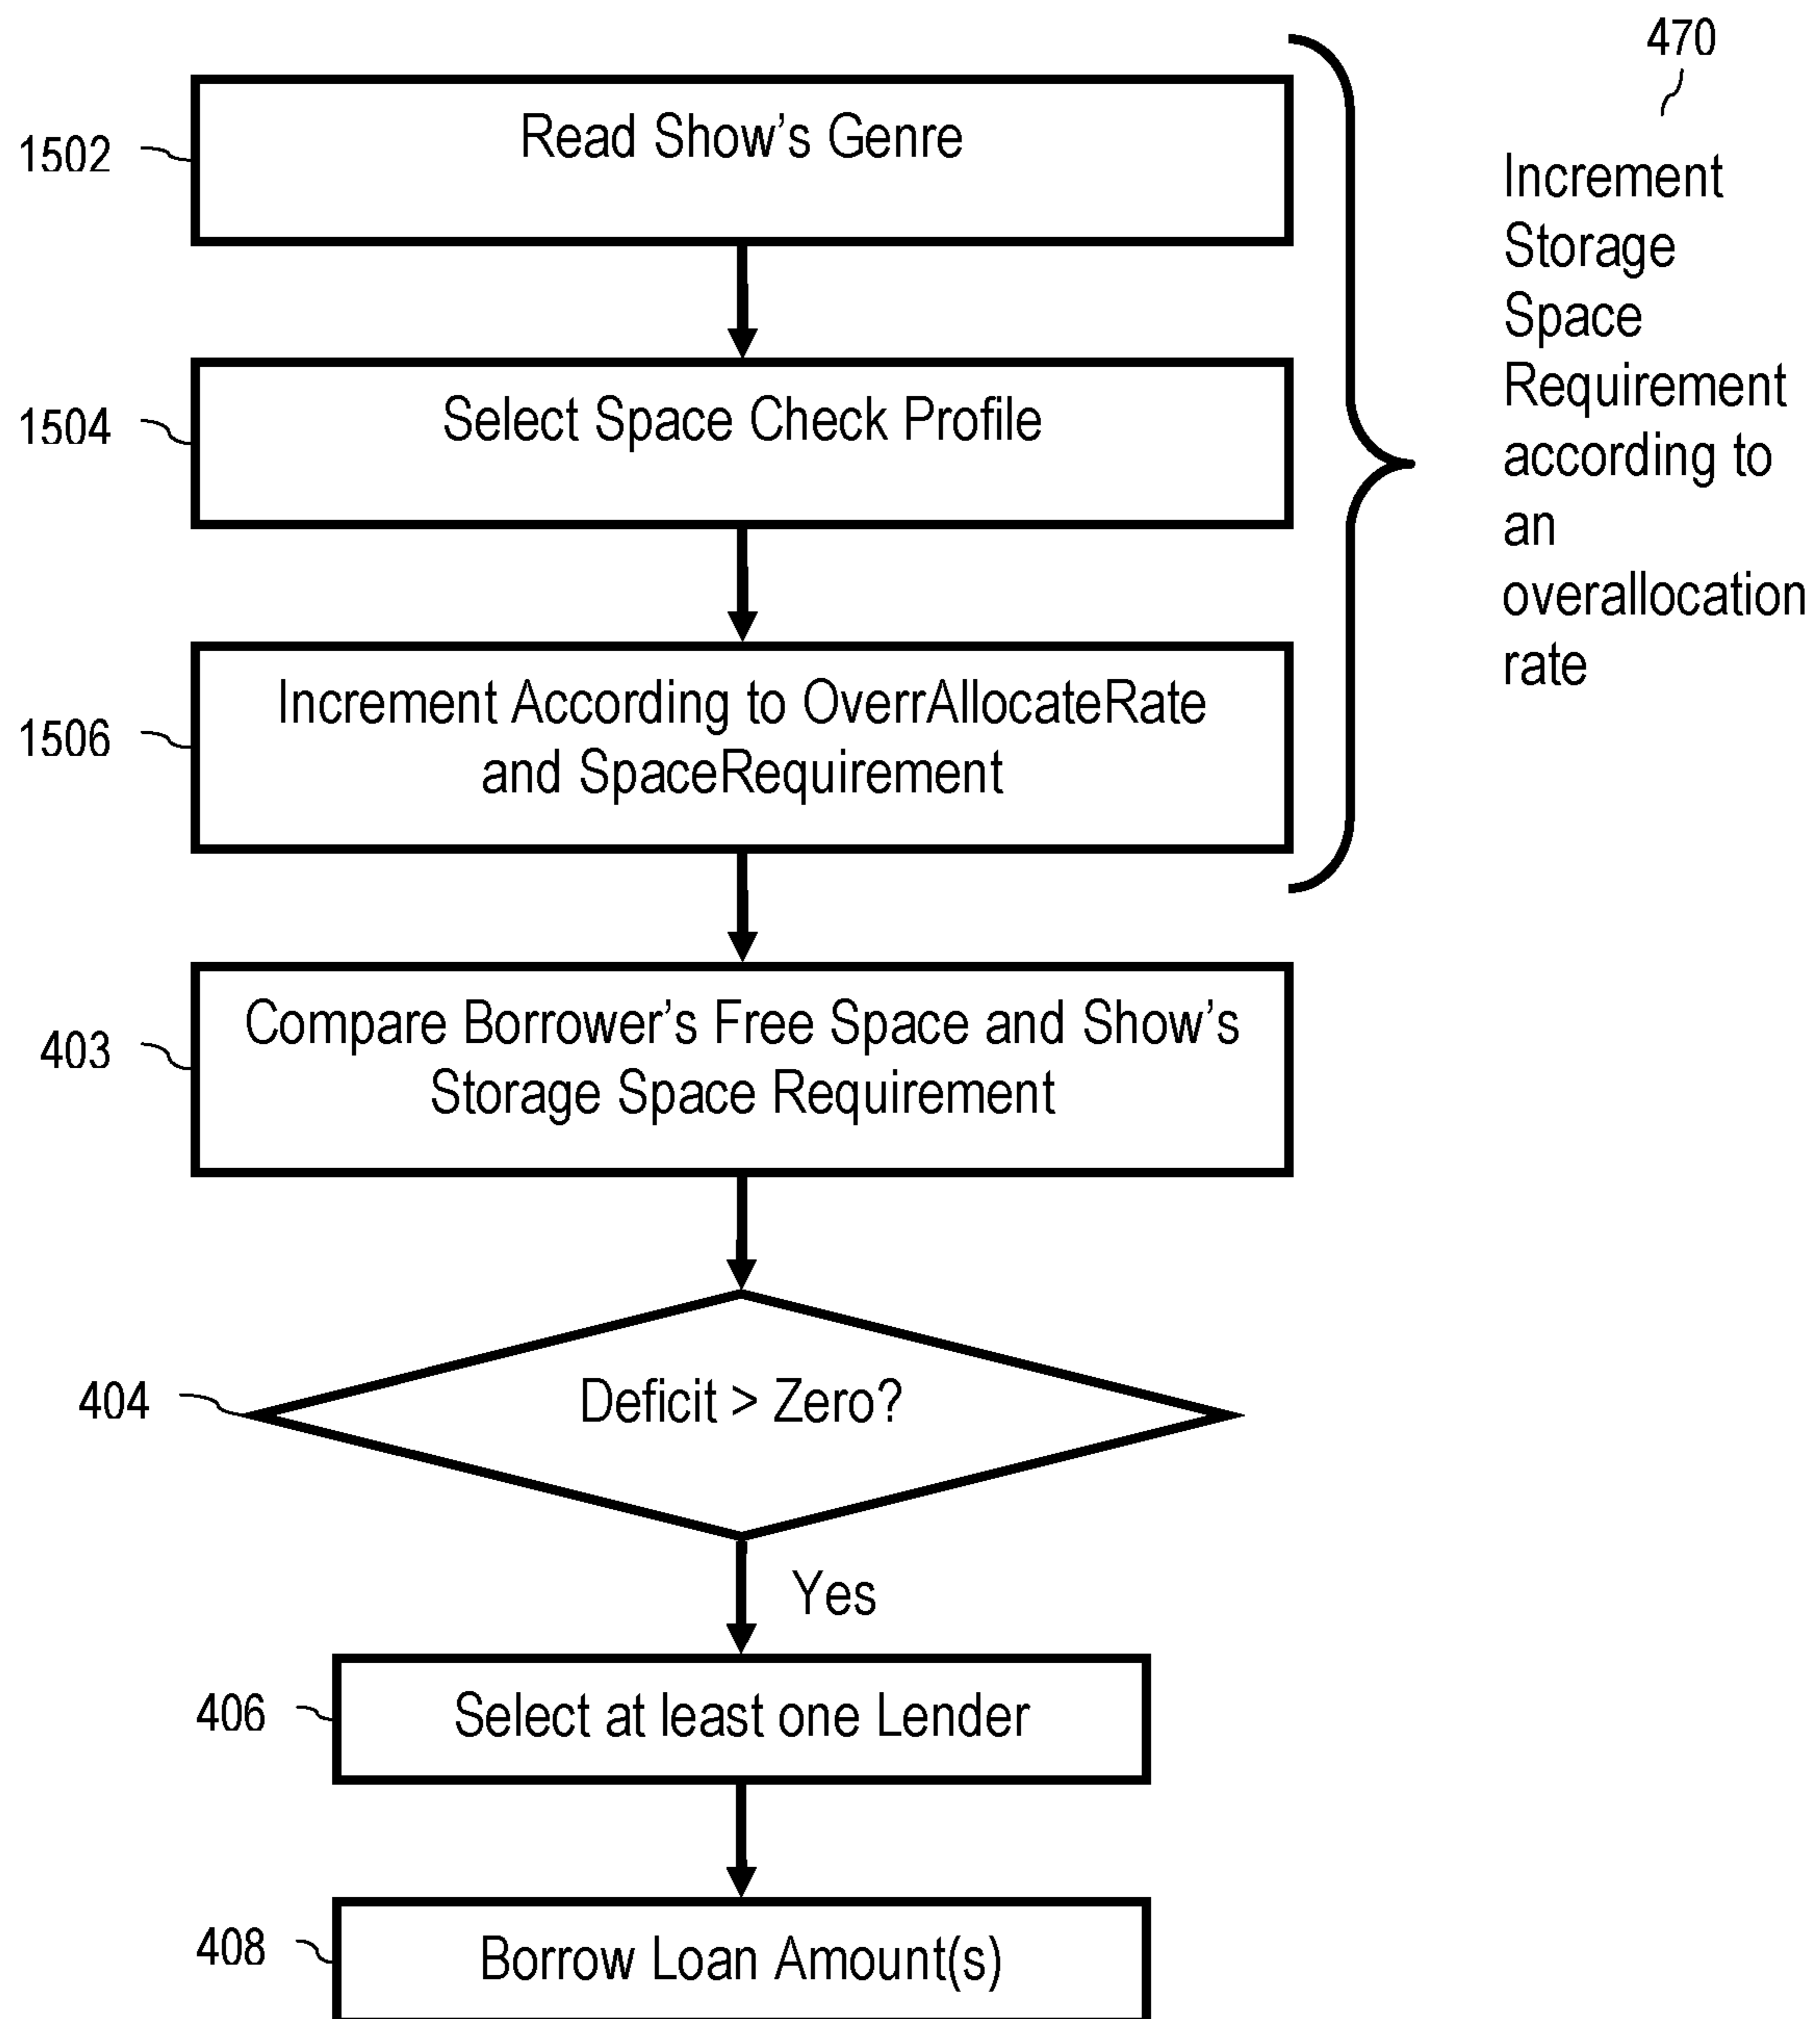 470
1502
Read Show's Genre
Increment
Storage
Space
Requirement
according to
an
overallocation
rate
1504
Select Space Check Profile
1506
Increment According to OverrAllocateRate
and SpaceRequirement
403
Compare Borrower's Free Space and Show's
Storage Space Requirement
404
Deficit > Zero?
Yes
406
Select at least one Lender
408
Borrow Loan Amount(s)